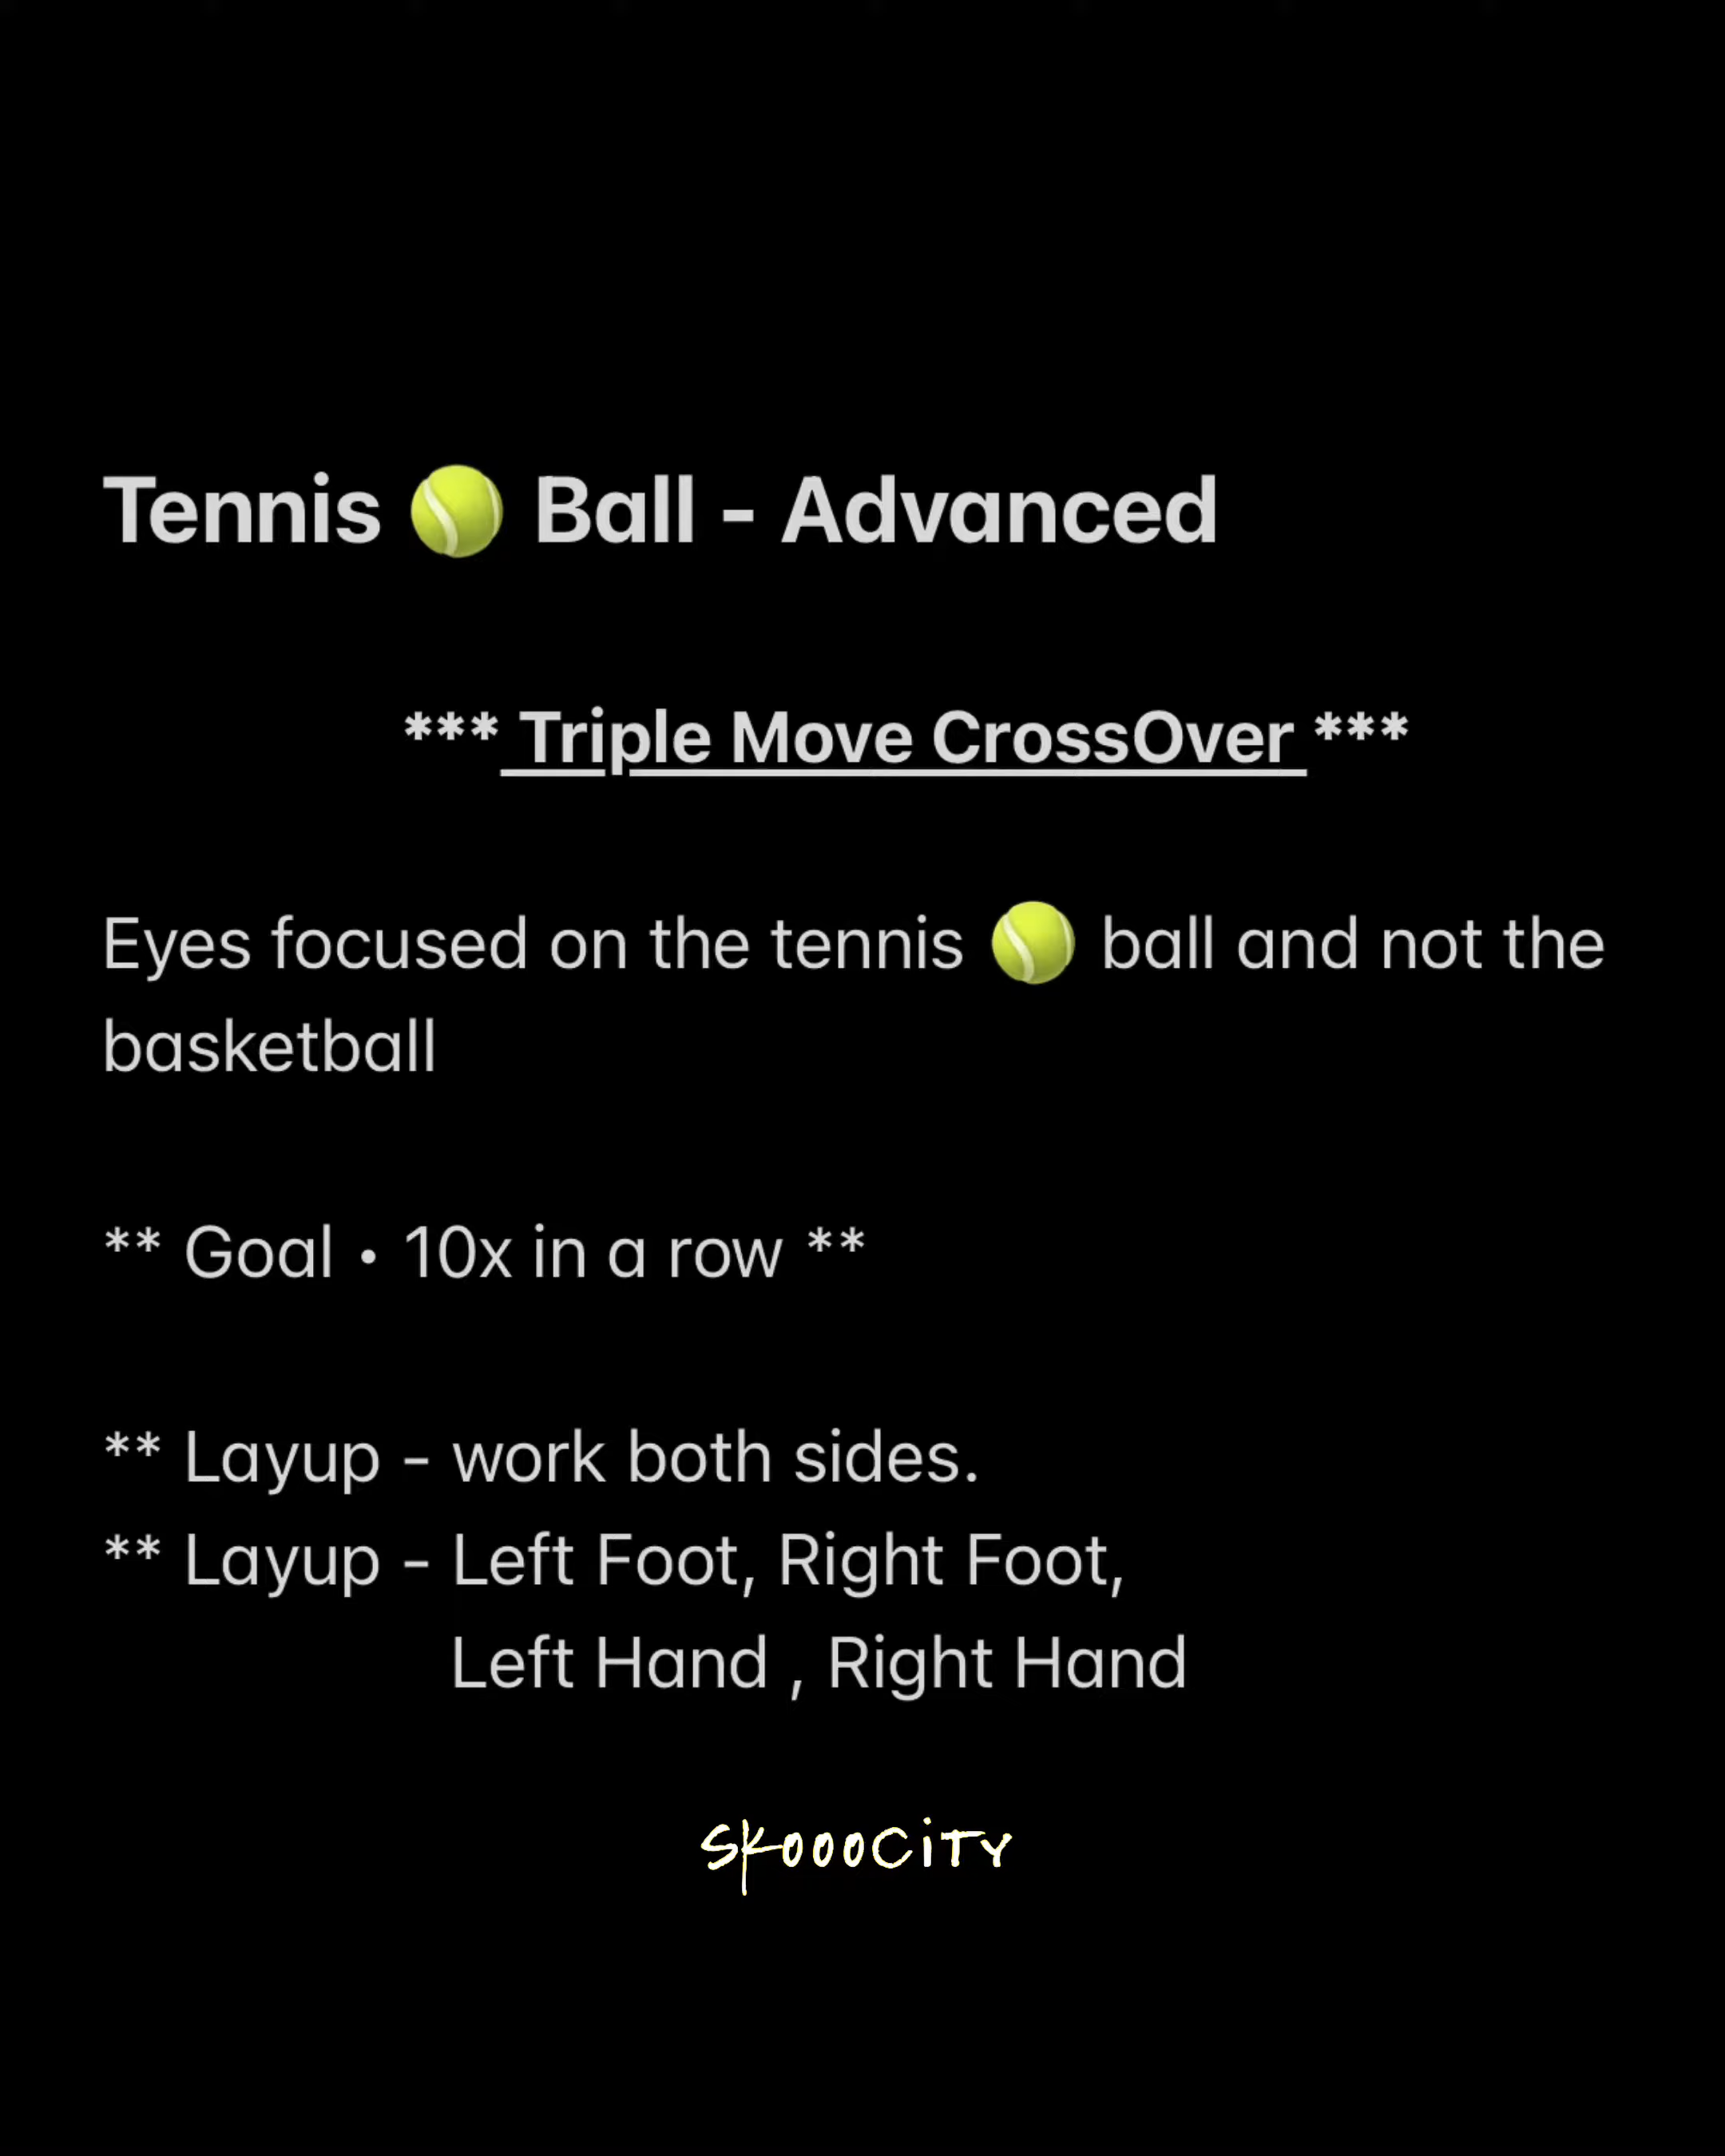 Tennis 🎾 Ball - Advanced
*** Triple Move CrossOver ***
Eyes focused on the tennis 🎾 ball and not the
basketball
** Goal • 10x in a row **
** Layup - work both sides.
** Layup - Left Foot, Right Foot,
Left Hand , Right Hand
SKOOOCiTY